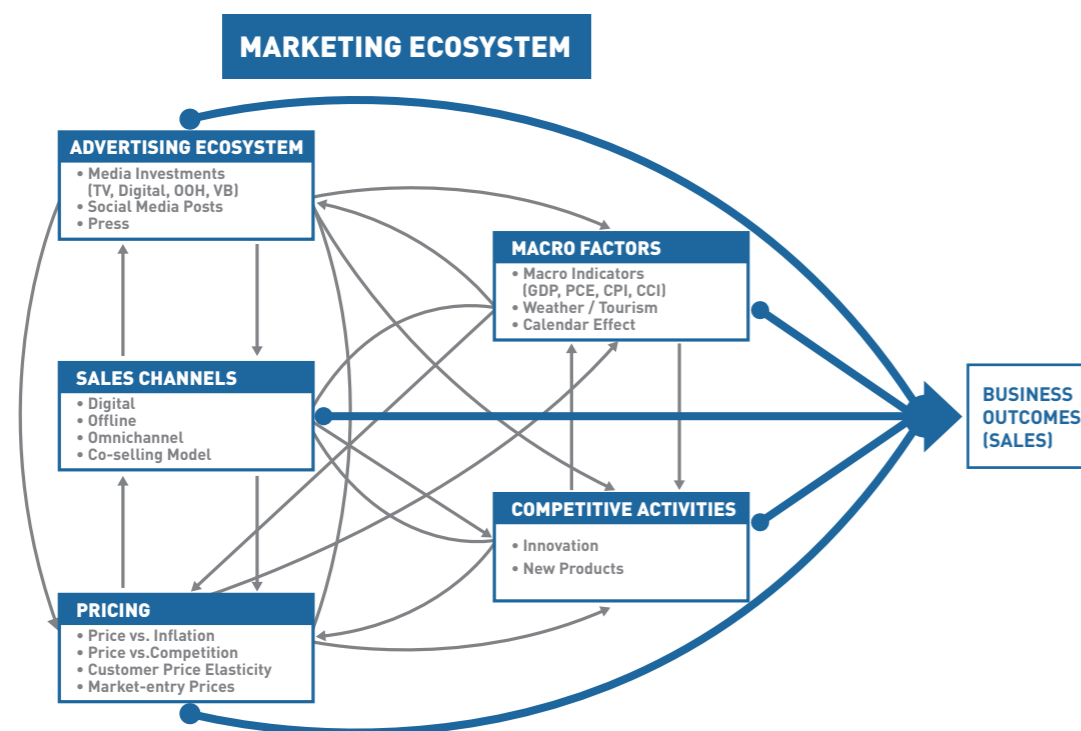 MARKETING ECOSYSTEM
ADVERTISING ECOSYSTEM
• Media Investments
(TV, Digital, OOH, VB)
• Social Media Posts
• Press
MACRO FACTORS
• Macro Indicators
(GDP, PCE, CPI, CCI)
• Weather / Tourism
• Calendar Effect
SALES CHANNELS
• Digital
• Offline
• Omnichannel
• Co-selling Model
BUSINESS
OUTCOMES
(SALES)
COMPETITIVE ACTIVITIES
• Innovation
• New Products
PRICING
• Price vs. Inflation
• Price vs.Competition
• Customer Price Elasticity
• Market-entry Prices